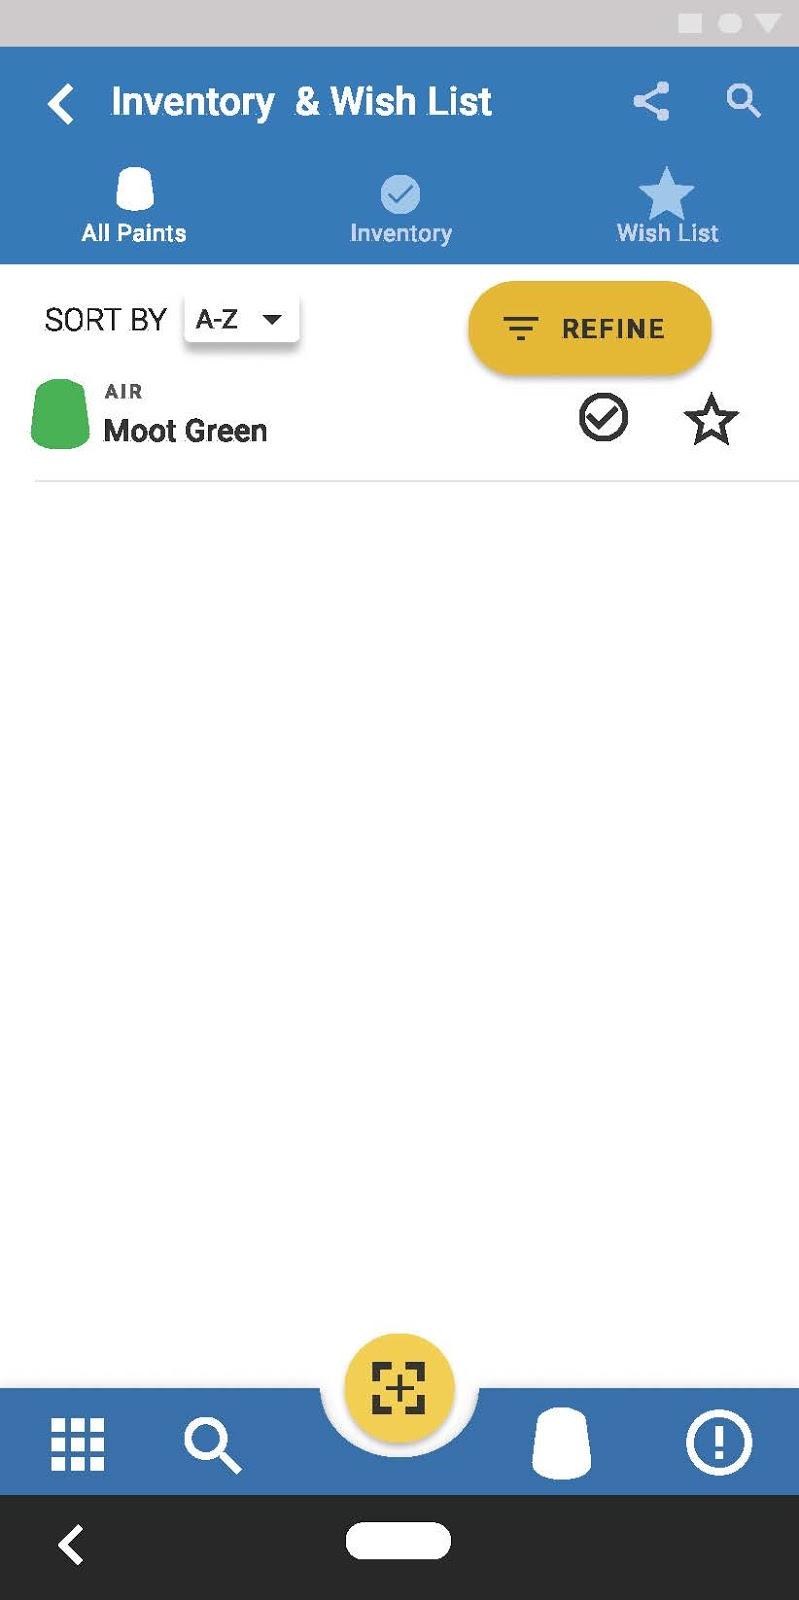 Inventory & Wish List
All Paints
Inventory
Wish List
SORT BY A-Z
REFINE
AIR
Moot Green